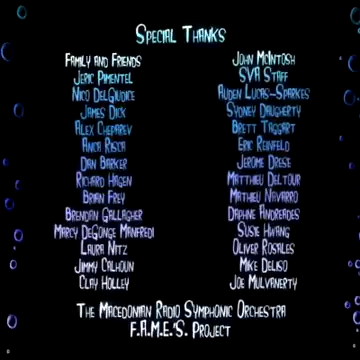 Special Thanks
Family and Friends
Jeric Pimentel
Nico DelGiudice
James Dick
Alex Cheparev
Anca Risca
Dan Barker
Richard Hagen
Brian Frey
Brendan Gallagher
Marcy DeGonge Manfredi
Laura Nitz
Jimmy Calhoun
Clay Holley
John McIntosh
SVA Staff
Auden Lucas-Sparkes
Sydney Daugherty
Brett Taggart
Eric Reinfeld
Jerome Drese
Matthieu Deltour
Mathieu Navarro
Daphne Andreades
Susie Hwang
Oliver Rosales
Mike Deliso
Joe Mulvanerty
The Macedonian Radio Symphonic Orchestra
F.A.M.E.'S. Project